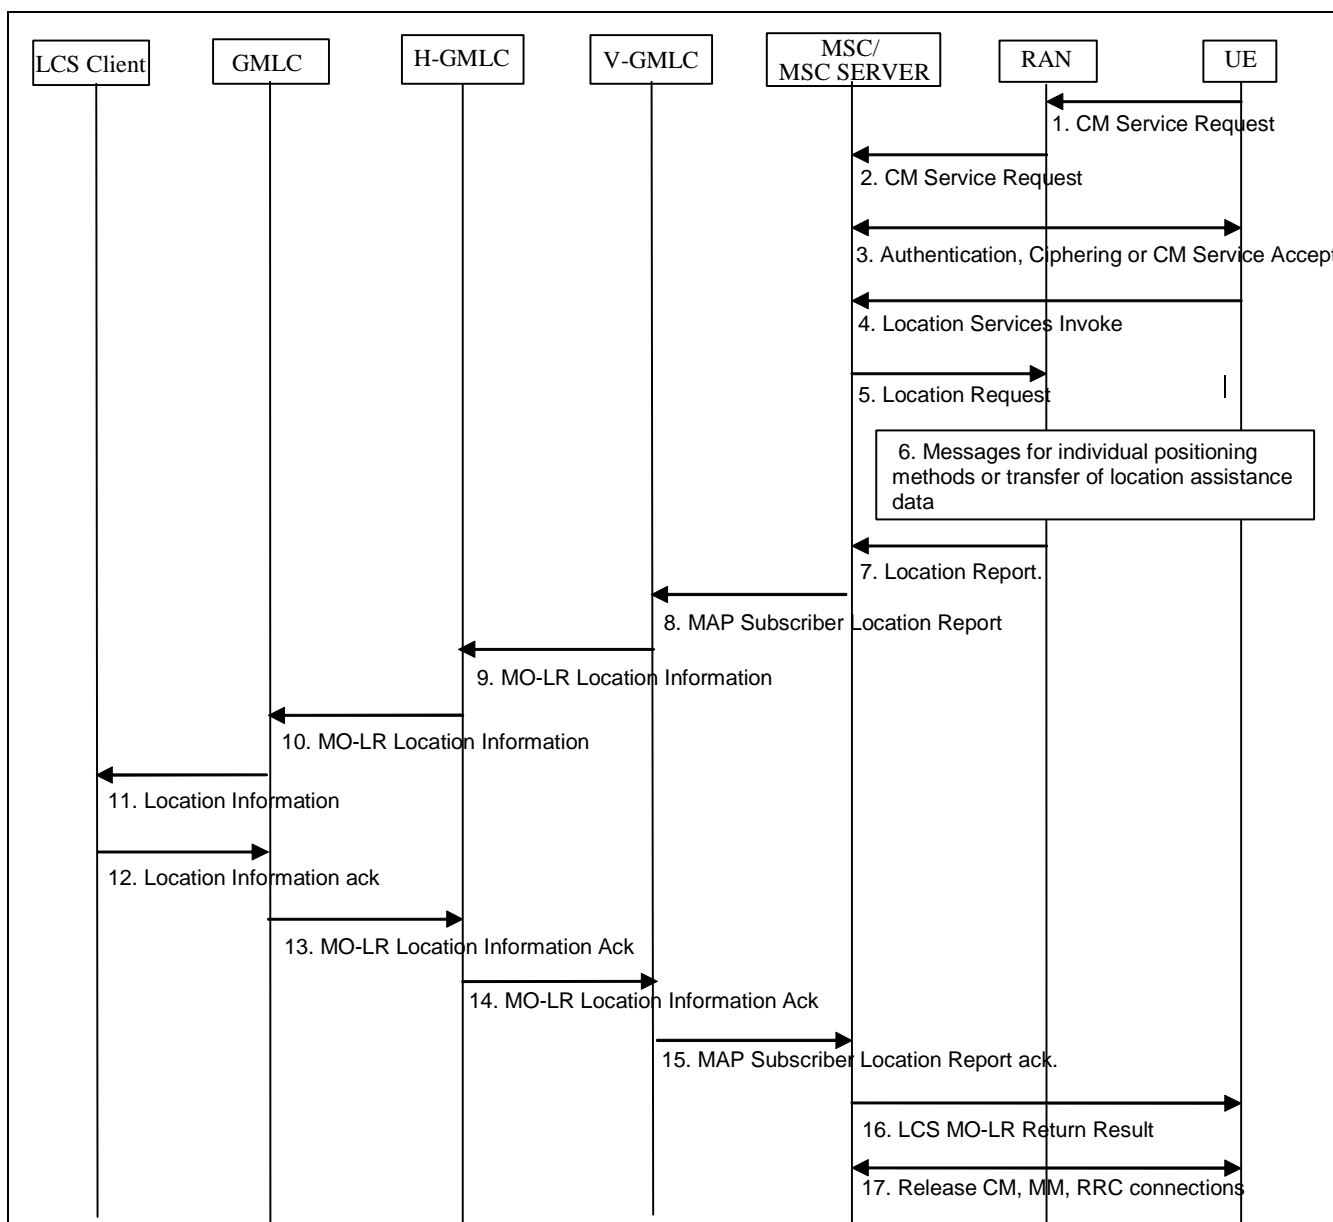 LCS Client
GMLC
H-GMLC
V-GMLC
MSC/
MSC SERVER
RAN
UE
1. CM Service Request
2. CM Service Request
3. Authentication, Ciphering or CM Service Accept
4. Location Services Invoke
5. Location Request
6. Messages for individual positioning
methods or transfer of location assistance
data
7. Location Report.
8. MAP Subscriber Location Report
9. MO-LR Location Information
10. MO-LR Location Information
11. Location Information
12. Location Information ack
13. MO-LR Location Information Ack
14. MO-LR Location Information Ack
15. MAP Subscriber Location Report ack.
16. LCS MO-LR Return Result
17. Release CM, MM, RRC connections